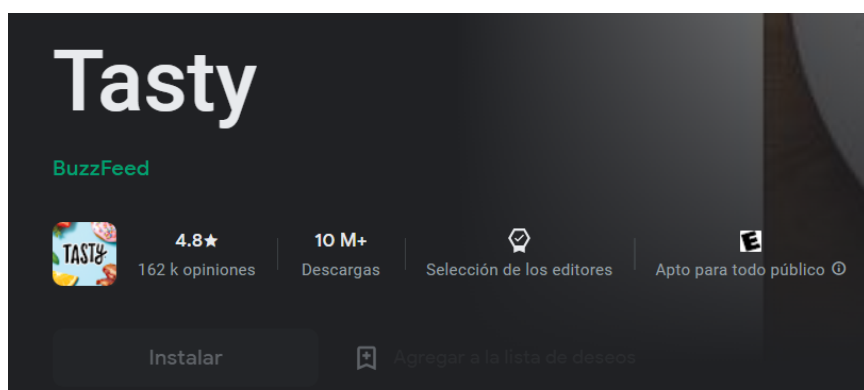 Tasty
BuzzFeed
TASTY
4.8★
162 k opiniones
10 M+
Descargas
Selección de los editores
E
Apto para todo público
Instalar
Agregar a la lista de deseos